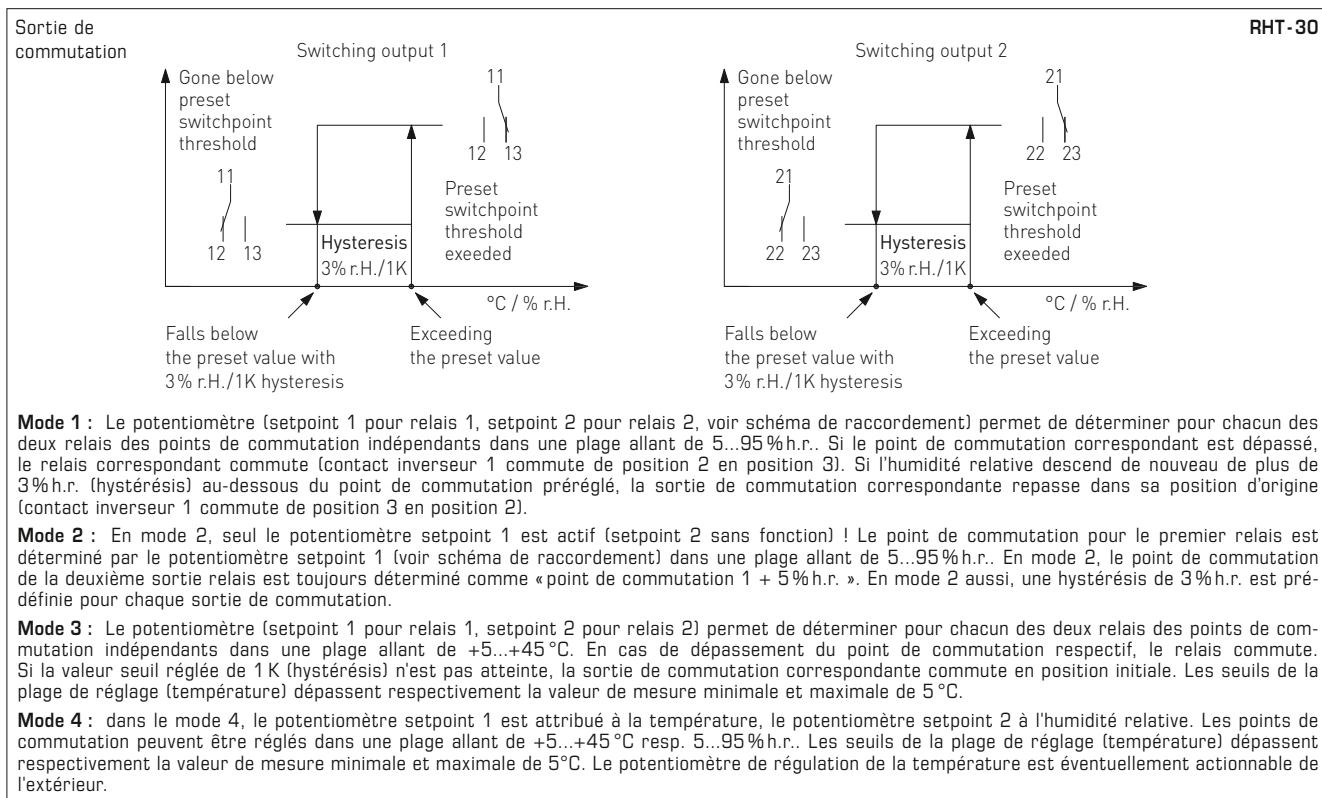 Sortie de
commutation
RHT-30
Switching output 1
11
Gone below
preset
switchpoint
threshold
12 13
11
Preset
switchpoint
threshold
exeeded
12 13
Hysteresis
3% r.H./1K
°C / % r.H.
Falls below
the preset value with
3% r.H./1K hysteresis
Exceeding
the preset value
Switching output 2
21
Gone below
preset
switchpoint
threshold
22 23
21
Preset
switchpoint
threshold
exeeded
22 23
Hysteresis
3% r.H./1K
°C / % r.H.
Falls below
the preset value with
3% r.H./1K hysteresis
Exceeding
the preset value
Mode 1 : Le potentiomètre (setpoint 1 pour relais 1, setpoint 2 pour relais 2, voir schéma de raccordement) permet de déterminer pour chacun des
deux relais des points de commutation indépendants dans une plage allant de 5...95 % h.r.. Si le point de commutation correspondant est dépassé,
le relais correspondant commute (contact inverseur 1 commute de position 2 en position 3). Si l'humidité relative descend de nouveau de plus de
3 % h.r. (hystérésis) au-dessous du point de commutation préréglé, la sortie de commutation correspondante repasse dans sa position d'origine
(contact inverseur 1 commute de position 3 en position 2).
Mode 2 : En mode 2, seul le potentiomètre setpoint 1 est actif (setpoint 2 sans fonction) ! Le point de commutation pour le premier relais est
déterminé par le potentiomètre setpoint 1 (voir schéma de raccordement) dans une plage allant de 5...95 % h.r.. En mode 2, le point de commutation
de la deuxième sortie relais est toujours déterminé comme « point de commutation 1 + 5 % h.r. ». En mode 2 aussi, une hystérésis de 3 % h.r. est pré-
définie pour chaque sortie de commutation.
Mode 3 : Le potentiomètre (setpoint 1 pour relais 1, setpoint 2 pour relais 2) permet de déterminer pour chacun des deux relais des points de com-
mutation indépendants dans une plage allant de +5...+45 °C. En cas de dépassement du point de commutation respectif, le relais commute.
Si la valeur seuil réglée de 1 K (hystérésis) n'est pas atteinte, la sortie de commutation correspondante commute en position initiale. Les seuils de la
plage de réglage (température) dépassent respectivement la valeur de mesure minimale et maximale de 5 °C.
Mode 4 : dans le mode 4, le potentiomètre setpoint 1 est attribué à la température, le potentiomètre setpoint 2 à l'humidité relative. Les points de
commutation peuvent être réglés dans une plage allant de +5...+45 °C resp. 5...95 % h.r.. Les seuils de la plage de réglage (température) dépassent
respectivement la valeur de mesure minimale et maximale de 5°C. Le potentiomètre de régulation de la température est éventuellement actionnable de
l'extérieur.